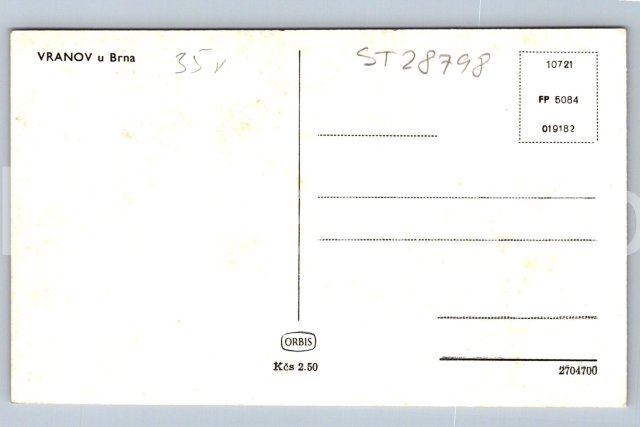 VRANOV u Brna
35v
ST28798
10721
FP 5084
019182
ORBIS
Kčs 2.50
2704700